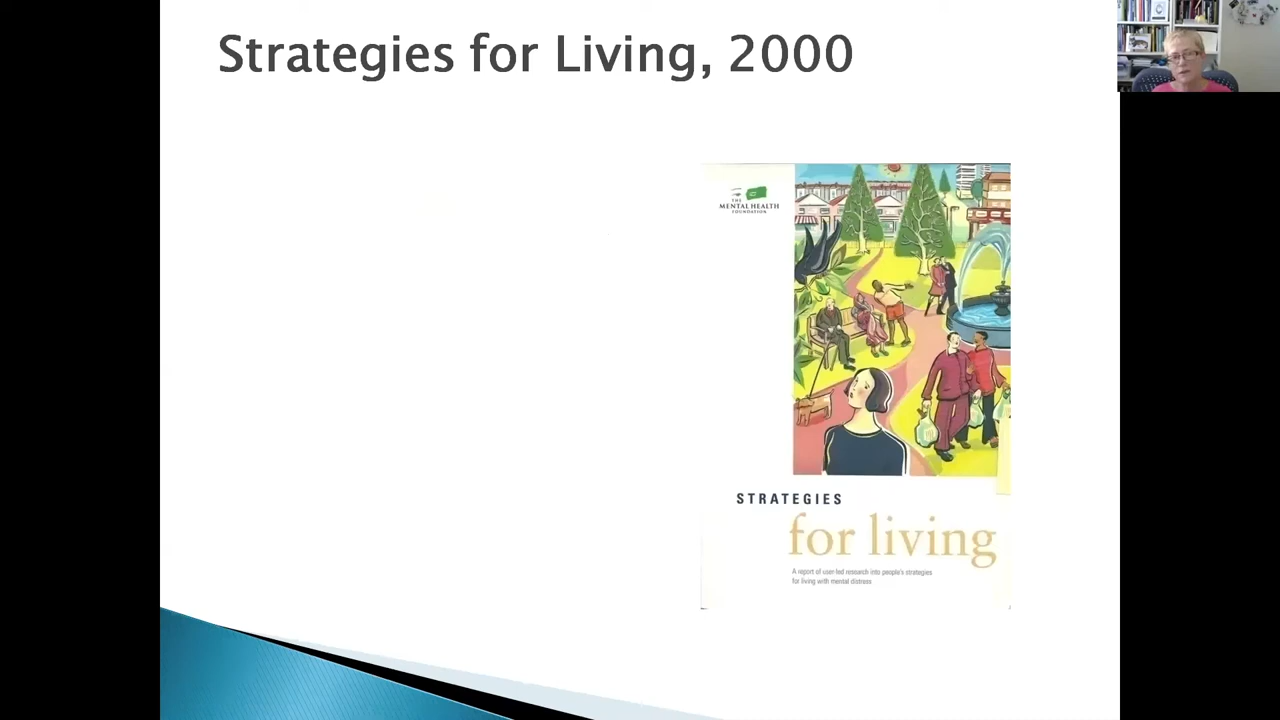 Strategies for Living, 2000
THE
MENTAL HEALTH
FOUNDATION
STRATEGIES
for living
A report of user-led research into people's strategies
for living with mental distress